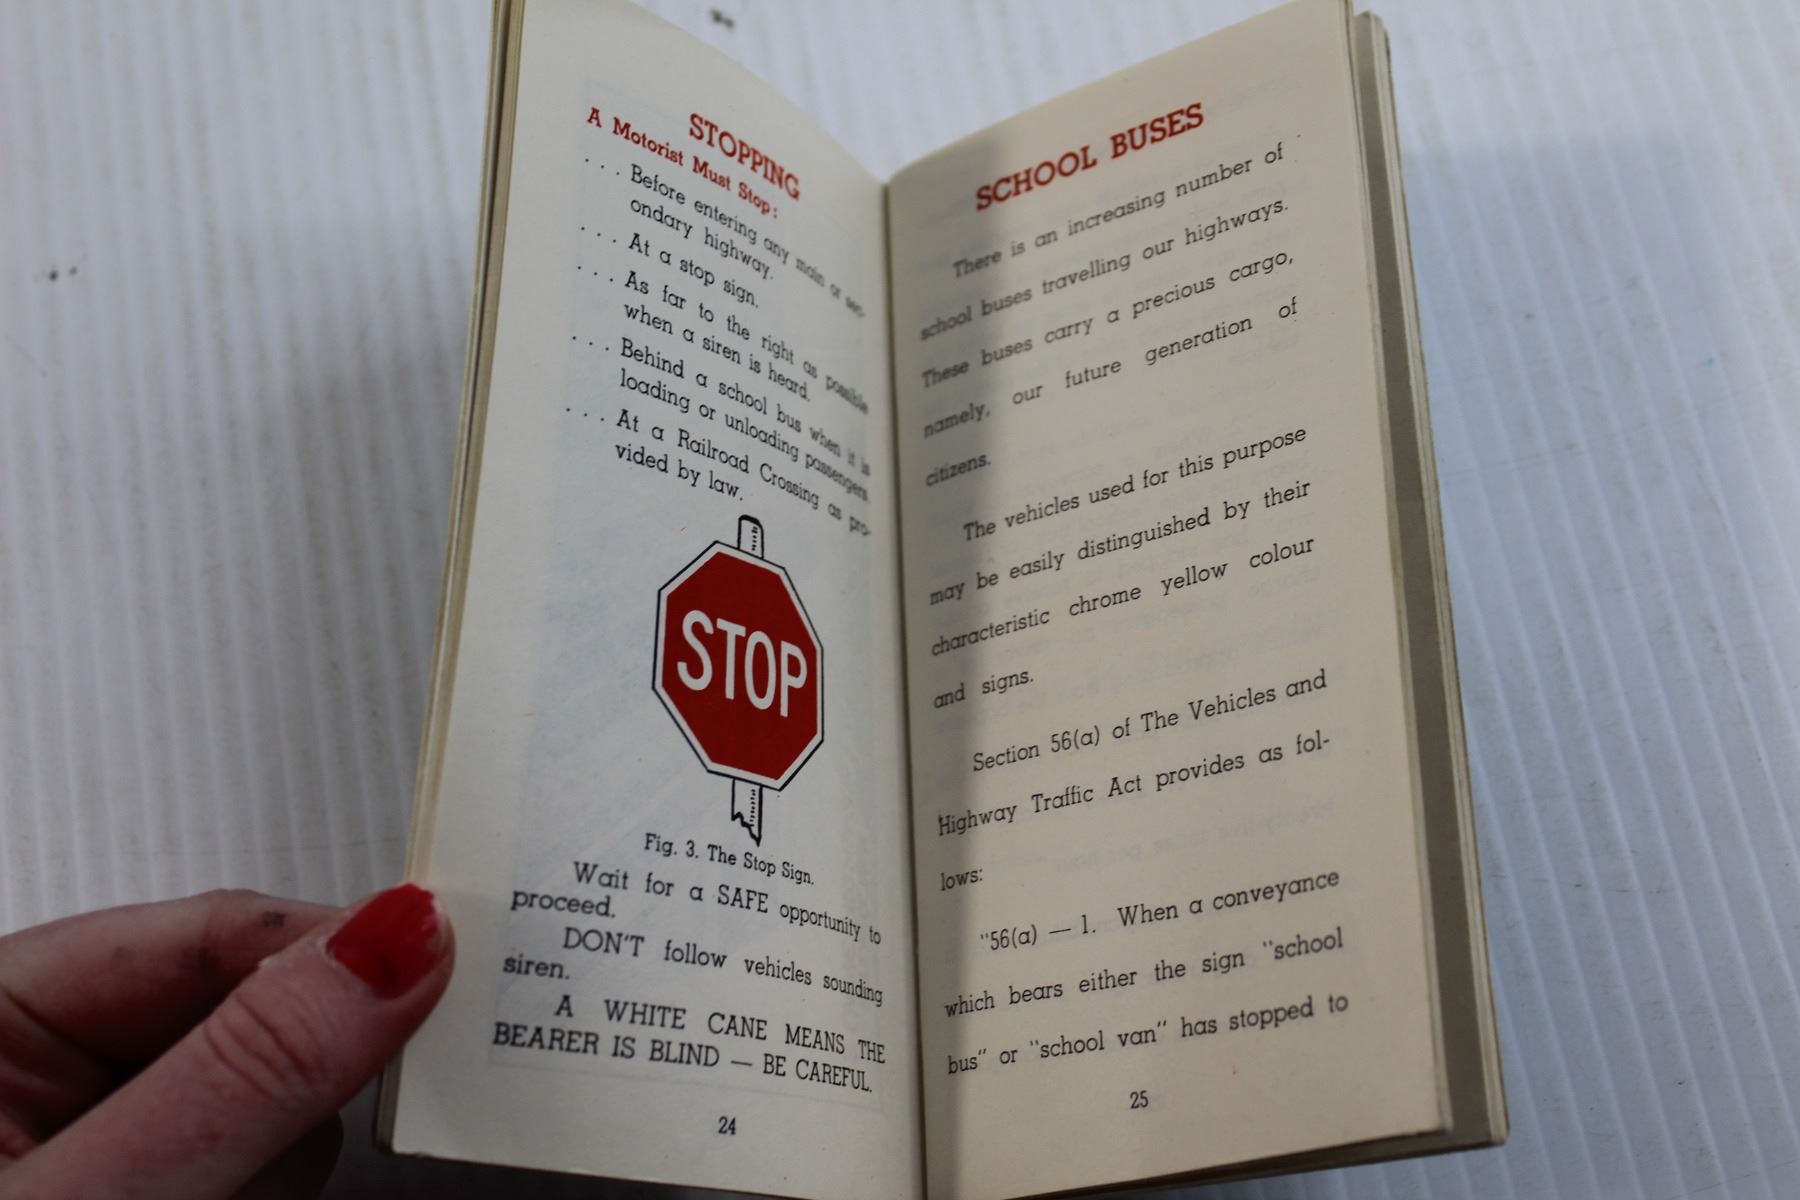 STOPPING
A Motorist Must Stop:
. . . Before entering any main or sec-
ondary highway.
. . . At a stop sign.
. . . As far to the right as possible
when a siren is heard.
. . . Behind a school bus when it is
loading or unloading passengers.
. . . At a Railroad Crossing as pro-
vided by law.
STOP
Fig. 3. The Stop Sign.
Wait for a SAFE opportunity to
proceed.
DON'T follow vehicles sounding
siren.
A WHITE CANE MEANS THE
BEARER IS BLIND — BE CAREFUL.
24
SCHOOL BUSES
There is an increasing number of
school buses travelling our highways.
These buses carry a precious cargo,
namely, our future generation of
citizens.
The vehicles used for this purpose
may be easily distinguished by their
characteristic chrome yellow colour
and signs.
Section 56(a) of The Vehicles and
Highway Traffic Act provides as fol-
lows:
"56(a) — 1. When a conveyance
which bears either the sign "school
bus" or "school van" has stopped to
25